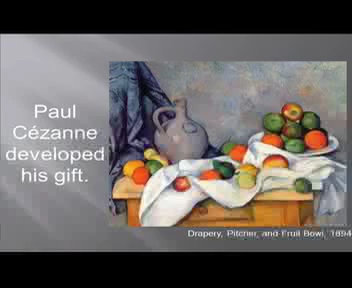 Paul
Cézanne
developed
his gift.
Drapery, Pitcher, and Fruit Bowl, 1894